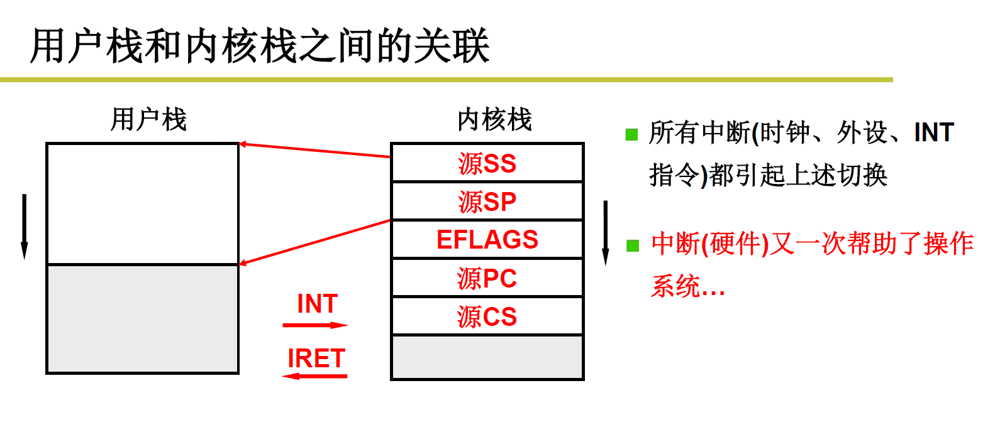 用户栈和内核栈之间的关联
用户栈
内核栈
源SS
源SP
EFLAGS
源PC
源CS
INT
IRET
所有中断(时钟、外设、INT
指令)都引起上述切换
中断(硬件)又一次帮助了操作
系统…